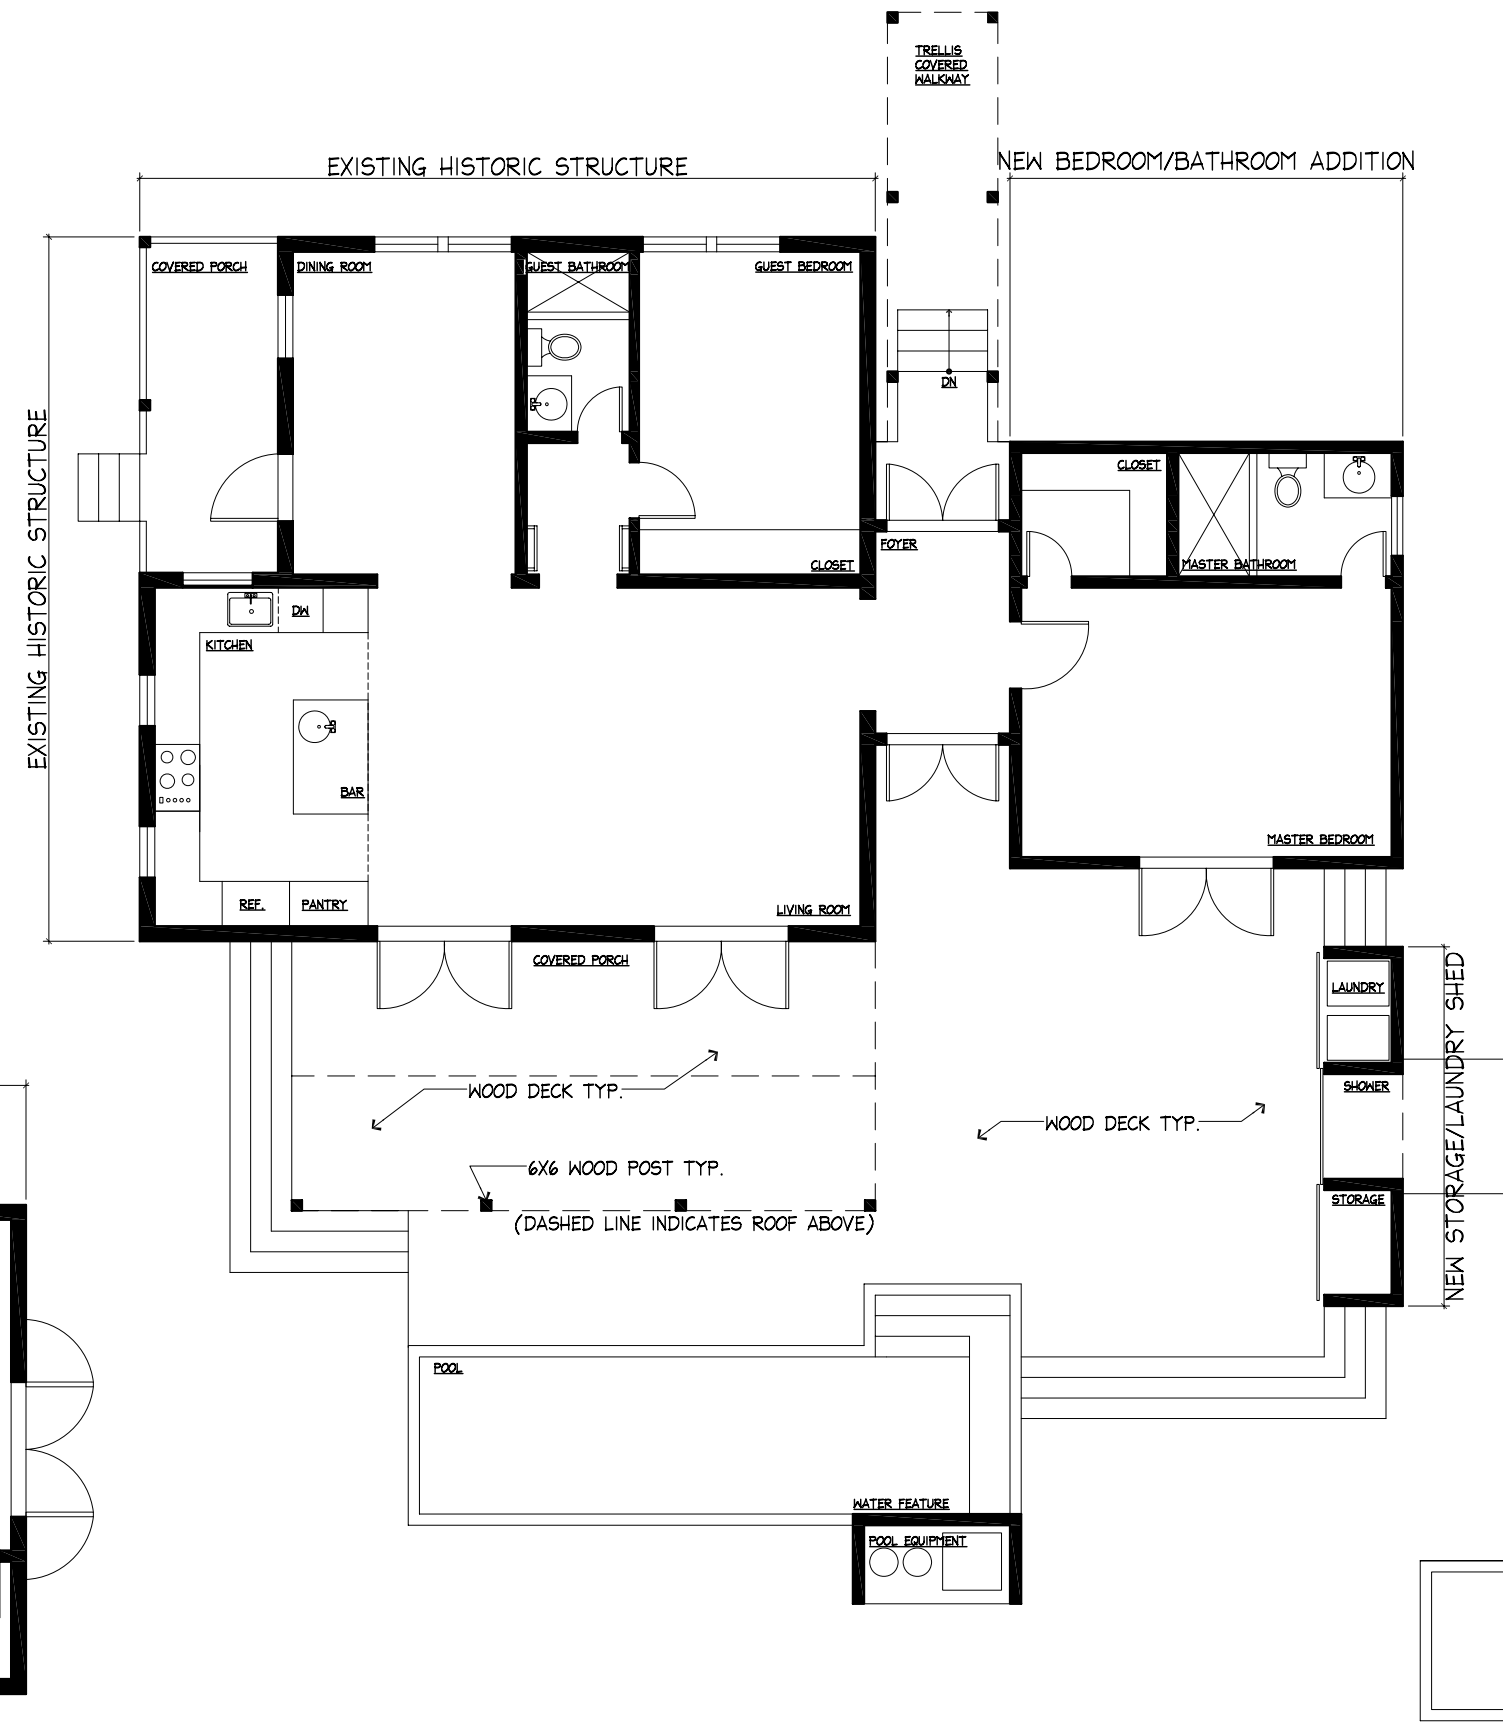 TRELLIS
COVERED
WALKWAY
EXISTING HISTORIC STRUCTURE
NEW BEDROOM/BATHROOM ADDITION
COVERED PORCH
DINING ROOM
GUEST BATHROOM
GUEST BEDROOM
DN
EXISTING HISTORIC STRUCTURE
CLOSET
FOYER
CLOSET
MASTER BATHROOM
DW
KITCHEN
BAR
MASTER BEDROOM
REF.
PANTRY
LIVING ROOM
COVERED PORCH
LAUNDRY
WOOD DECK TYP.
SHOWER
WOOD DECK TYP.
6X6 WOOD POST TYP.
STORAGE
(DASHED LINE INDICATES ROOF ABOVE)
NEW STORAGE/LAUNDRY SHED
POOL
WATER FEATURE
POOL EQUIPMENT